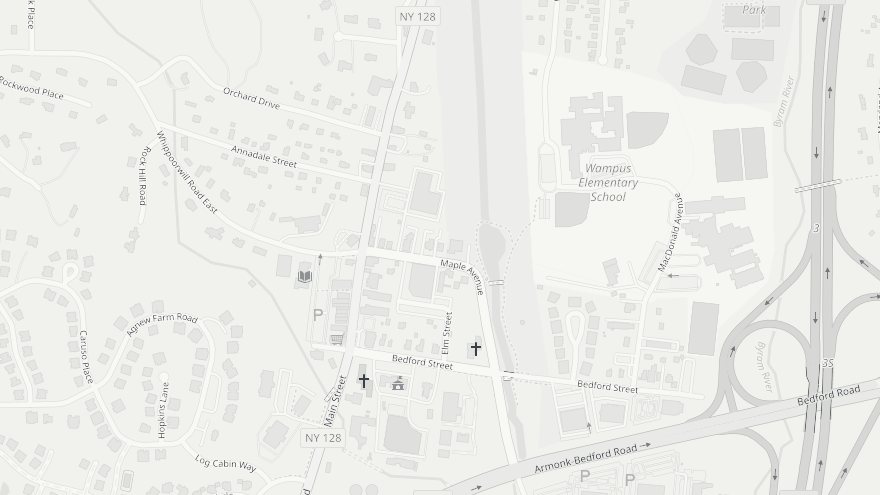 NY 128
Park
k Place
Rockwood Place
Orchard Drive
Byram River
Annadale Street
Whippoorwill Road East
Rock Hill Road
Wampus
Elementary
School
MacDonald Avenue
3
Maple Avenue
P
Agnew Farm Road
Elm Street
Caruso Place
Bedford Street
Byram River
35
Bedford Street
Hopkins Lane
Main Street
Bedford Road
NY 128
Log Cabin Way
Armonk-Bedford Road
P
P